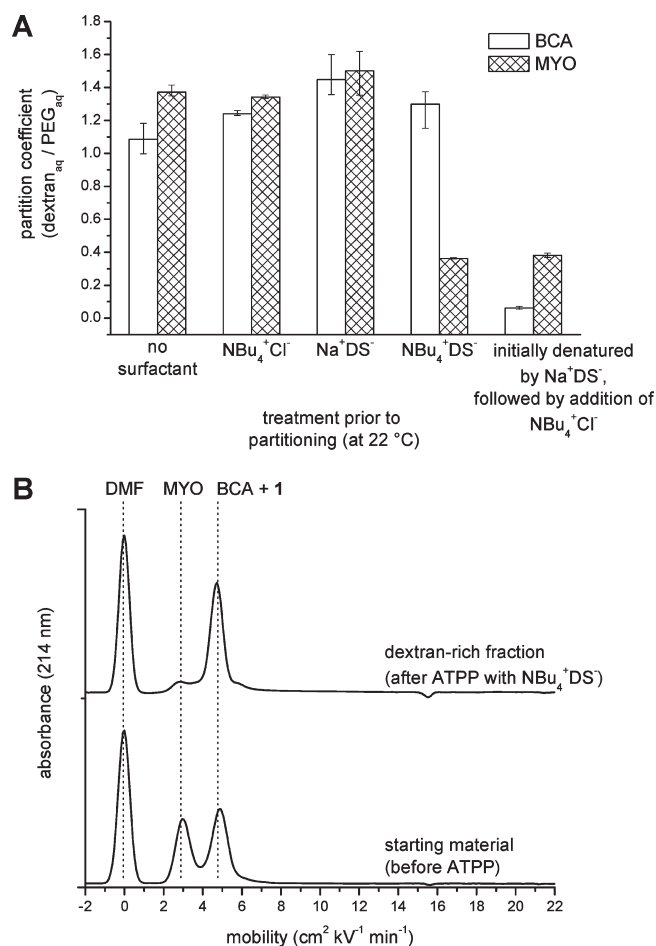 A
1.8
1.6
1.4
1.2
1.0
0.8
0.6
0.4
0.2
0.0
partition coefficient
(dextran_aq / PEG_aq)
BCA
MYO
no
surfactant
NBu₄⁺Cl⁻
Na⁺DS⁻
NBu₄⁺DS⁻
initially denatured
by Na⁺DS⁻,
followed by addition of
NBu₄⁺Cl⁻
treatment prior to
partitioning (at 22 °C)
B
DMF MYO BCA + 1
absorbance (214 nm)
dextran-rich fraction
(after ATPP with NBu₄⁺DS⁻)
starting material
(before ATPP)
-2 0 2 4 6 8 10 12 14 16 18 20 22
mobility (cm² kV⁻¹ min⁻¹)